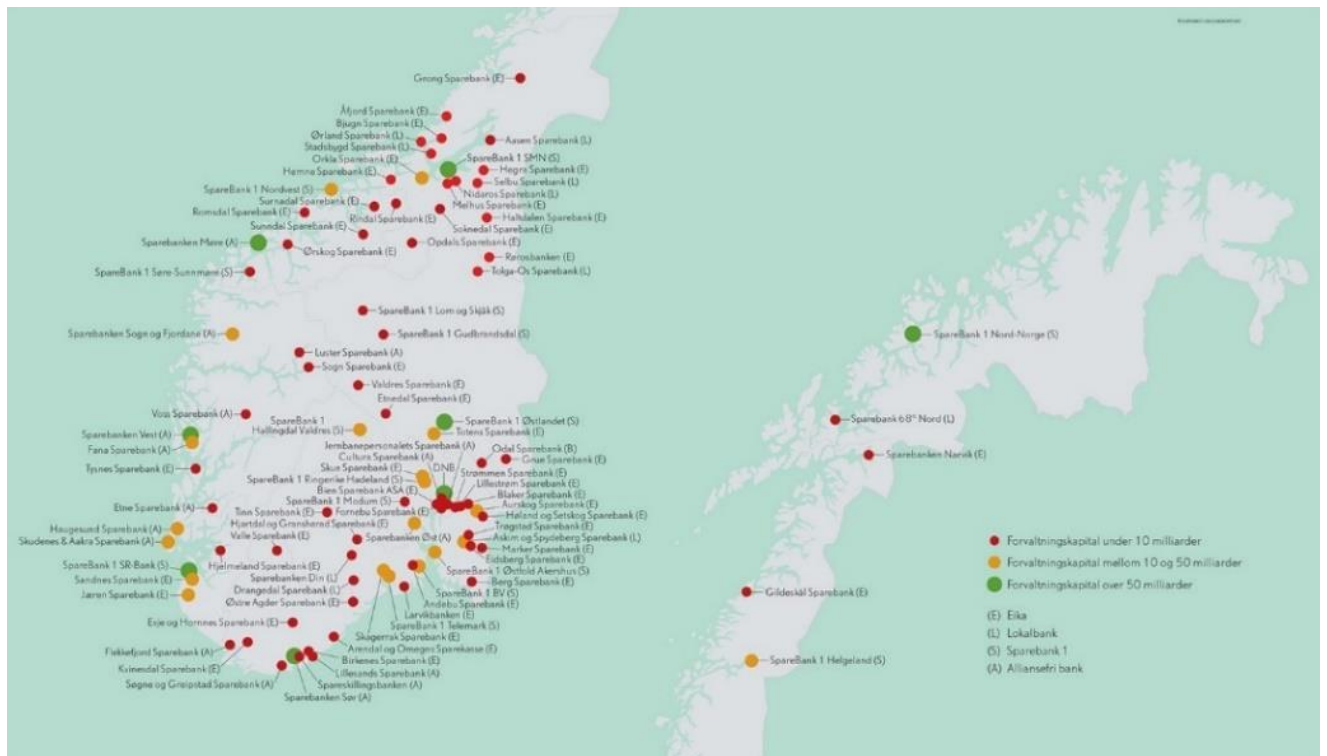 Grong Sparebank (E)
Åfjord Sparebank (E)
Bjugn Sparebank (E)
Ørland Sparebank (L)
Stadsbygd Sparebank (L)
Orkla Sparebank (E)
Hemne Sparebank (E)
Aasen Sparebank (L)
SpareBank 1 SMN (S)
Hegra Sparebank (E)
Selbu Sparebank (L)
Nidaros Sparebank (L)
Melhus Sparebank (E)
Haltdalen Sparebank (E)
Soknedal Sparebank (E)
SpareBank 1 Nordvest (S)
Surnadal Sparebank (E)
Romsdal Sparebank (E)
Rindal Sparebank (E)
Sunndal Sparebank (E)
Sparebanken Møre (A)
Ørskog Sparebank (E)
Opdals Sparebank (E)
Rørosbanken (E)
Tolga-Os Sparebank (L)
SpareBank 1 Søre Sunnmøre (S)
SpareBank 1 Lom og Skjåk (S)
Sparebanken Sogn og Fjordane (A)
SpareBank 1 Gudbrandsdal (S)
Luster Sparebank (A)
Sogn Sparebank (E)
Valdres Sparebank (E)
Etnedal Sparebank (E)
Voss Sparebank (A)
SpareBank 1
Hallingdal Valdres (S)
SpareBank 1 Østlandet (S)
Totens Sparebank (E)
Sparebanken Vest (A)
Fana Sparebank (A)
Jernbanepersonalets Sparebank (A)
Cultura Sparebank (A)
Odal Sparebank (B)
Grue Sparebank (E)
Tysnes Sparebank (E)
Skue Sparebank (E)
DNB
Strømmen Sparebank (E)
SpareBank 1 Ringerike Hadeland (S)
Lillestrøm Sparebank (E)
Bien Sparebank ASA (E)
Blaker Sparebank (E)
SpareBank 1 Modum (S)
Aurskog Sparebank (E)
Etne Sparebank (A)
Tinn Sparebank (E)
Fornebu Sparebank (E)
Høland og Setskog Sparebank (E)
Hjartdal og Gransherad Sparebank (E)
Trøgstad Sparebank (E)
Haugesund Sparebank (A)
Skudenes & Aakra Sparebank (A)
Valle Sparebank (E)
Sparebanken Øst (A)
Askim og Spydeberg Sparebank (L)
Marker Sparebank (E)
Eidsberg Sparebank (E)
SpareBank 1 SR-Bank (S)
Hjelmeland Sparebank (E)
SpareBank 1 Østfold Akershus (S)
Sandnes Sparebank (E)
Sparebanken Din (L)
Berg Sparebank (E)
Jæren Sparebank (E)
Drangedal Sparebank (L)
SpareBank 1 BV (S)
Østre Agder Sparebank (E)
Andebu Sparebank (E)
Larvikbanken (E)
SpareBank 1 Telemark (S)
Evje og Hornnes Sparebank (E)
Skagerrak Sparebank (E)
Arendal og Omegns Sparekasse (E)
Flekkefjord Sparebank (A)
Birkenes Sparebank (E)
Kvinesdal Sparebank (E)
Lillesands Sparebank (A)
Søgne og Greipstad Sparebank (A)
Spareskillingsbanken (A)
Sparebanken Sør (A)
SpareBank 1 Nord-Norge (S)
Sparebank 68° Nord (L)
Sparebanken Narvik (E)
Gildeskål Sparebank (E)
SpareBank 1 Helgeland (S)
Forvaltningskapital under 10 milliarder
Forvaltningskapital mellom 10 og 50 milliarder
Forvaltningskapital over 50 milliarder
(E) Eika
(L) Lokalbank
(S) Sparebank 1
(A) Alliansefri bank